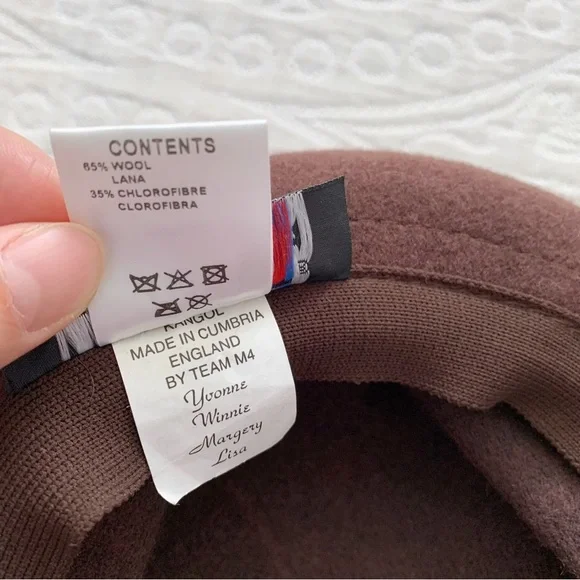 CONTENTS
65% WOOL
LANA
35% CHLOROFIBRE
CLOROFIBRA
KANGOL
MADE IN CUMBRIA
ENGLAND
BY TEAM M4
Yvonne
Winnie
Margery
Lisa